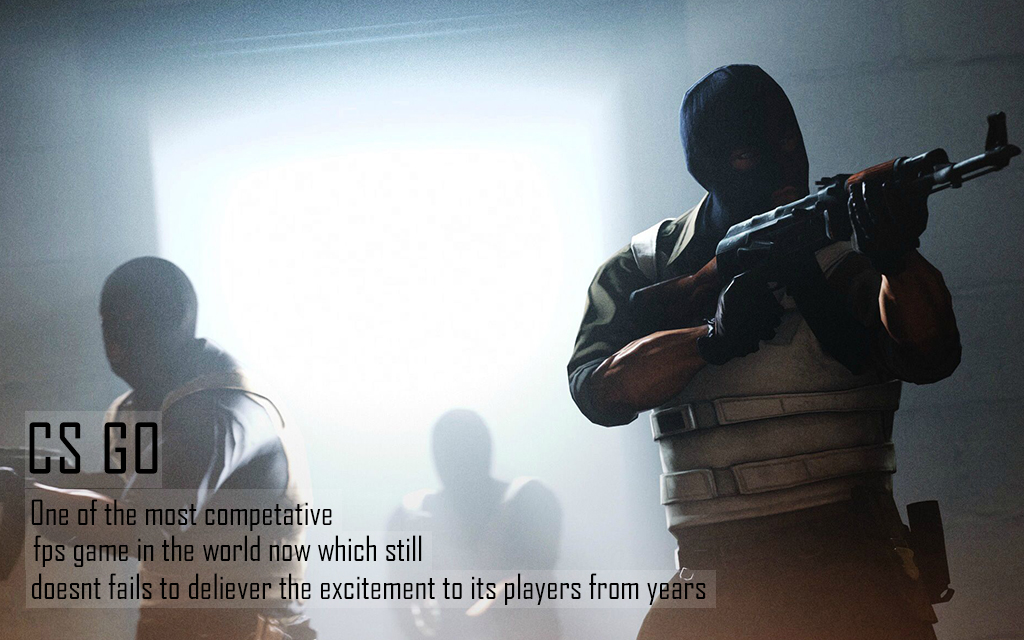 CS GO
One of the most competative
fps game in the world now which still
doesnt fails to deliever the excitement to its players from years